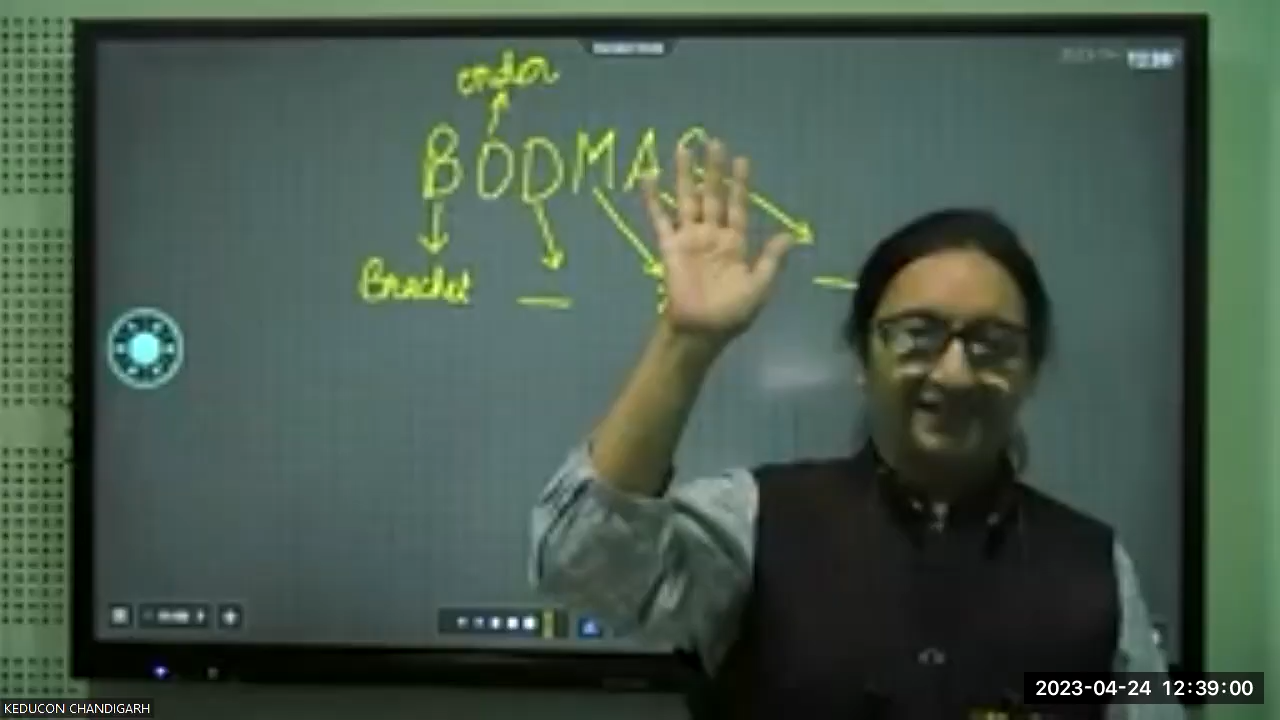 order
BODMAS
Bracket
2023-04-24 12:39:00
KEDUCON CHANDIGARH